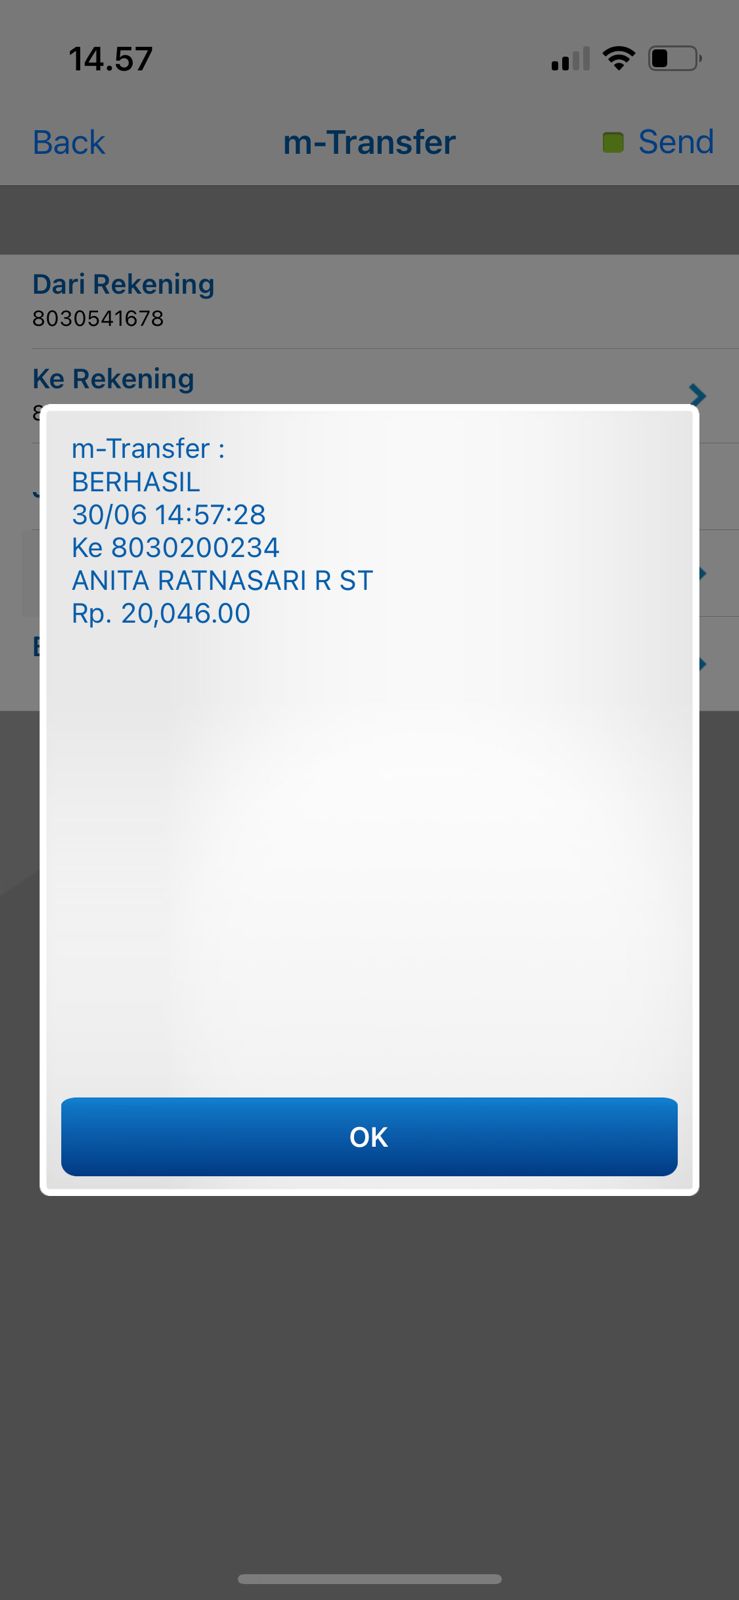 14.57
Back
m-Transfer
Send
Dari Rekening
8030541678
Ke Rekening
m-Transfer :
BERHASIL
30/06 14:57:28
Ke 8030200234
ANITA RATNASARI R ST
Rp. 20,046.00
OK